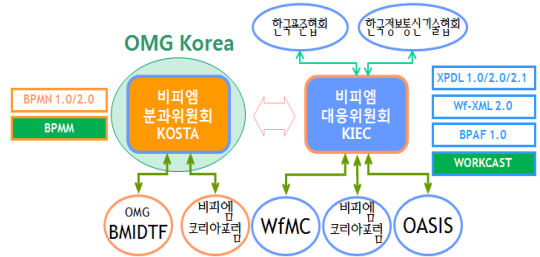 한국표준협회
한국정보통신기술협회
OMG Korea
BPMN 1.0/2.0
BPMM
비피엠
분과위원회
KOSTA
비피엠
대응위원회
KIEC
XPDL 1.0/2.0/2.1
Wf-XML 2.0
BPAF 1.0
WORKCAST
OMG
BMIDTF
비피엠
코리아포럼
WfMC
비피엠
코리아포럼
OASIS